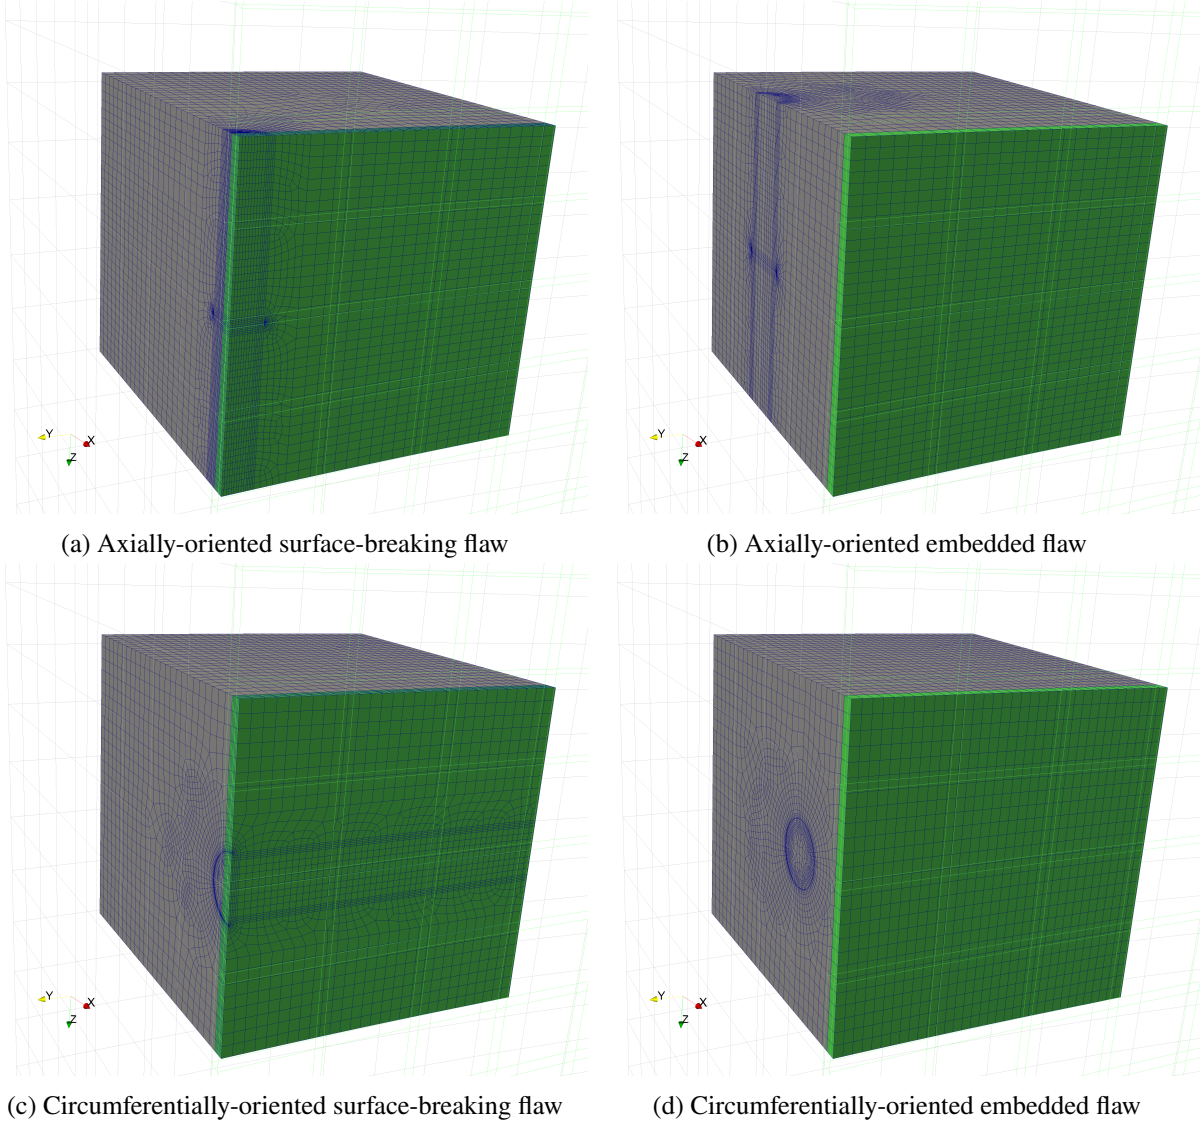 Y
X
Z
Y
X
Z
(a) Axially-oriented surface-breaking flaw
(b) Axially-oriented embedded flaw
Y
X
Z
Y
X
Z
(c) Circumferentially-oriented surface-breaking flaw
(d) Circumferentially-oriented embedded flaw